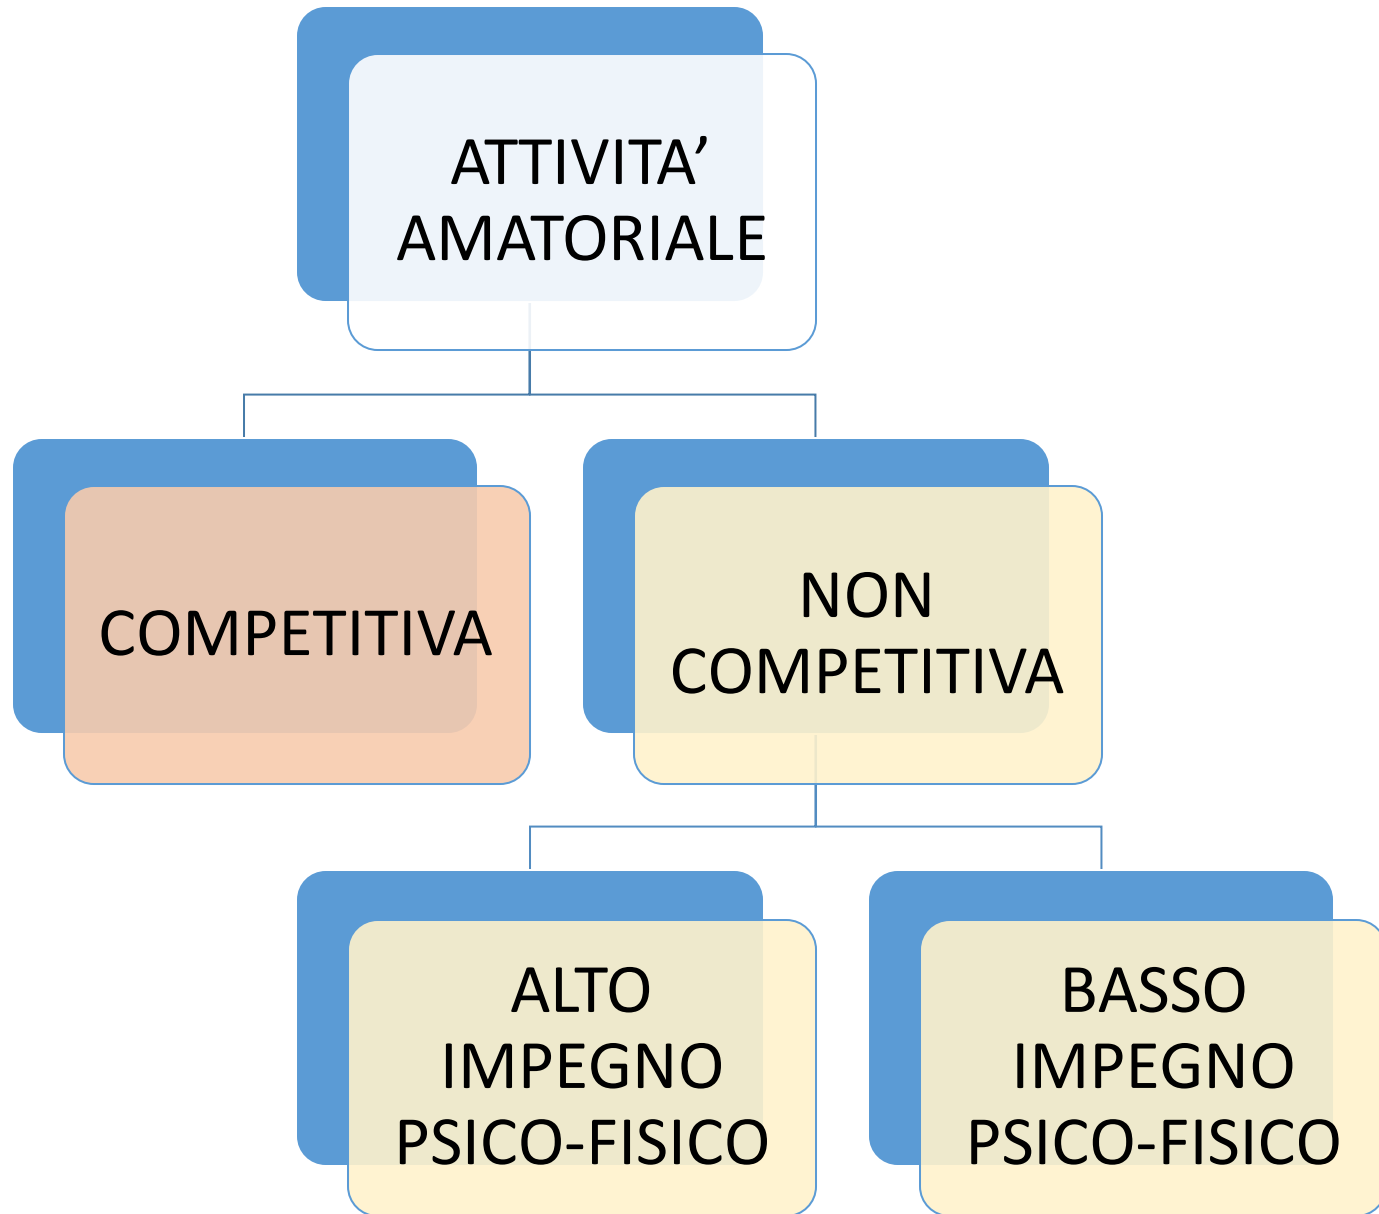 ATTIVITA’
AMATORIALE
COMPETITIVA
NON
COMPETITIVA
ALTO
IMPEGNO
PSICO-FISICO
BASSO
IMPEGNO
PSICO-FISICO